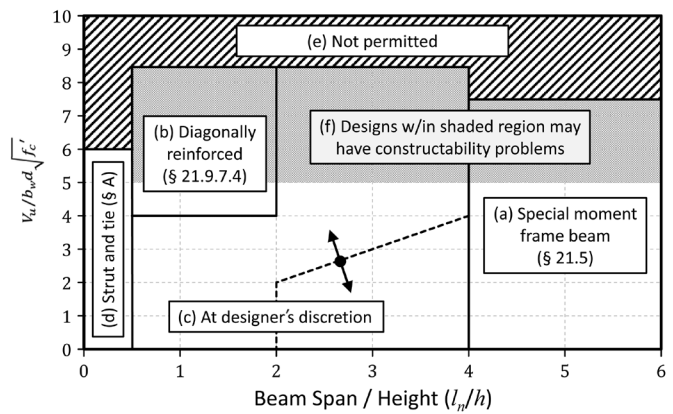 10
9
8
7
6
5
4
3
2
1
0
V_u/b_w d√f_c′
(e) Not permitted
(b) Diagonally
reinforced
(§ 21.9.7.4)
(f) Designs w/in shaded region may
have constructability problems
(d) Strut and tie (§ A)
(a) Special moment
frame beam
(§ 21.5)
(c) At designer's discretion
0 1 2 3 4 5 6
Beam Span / Height (l_n/h)